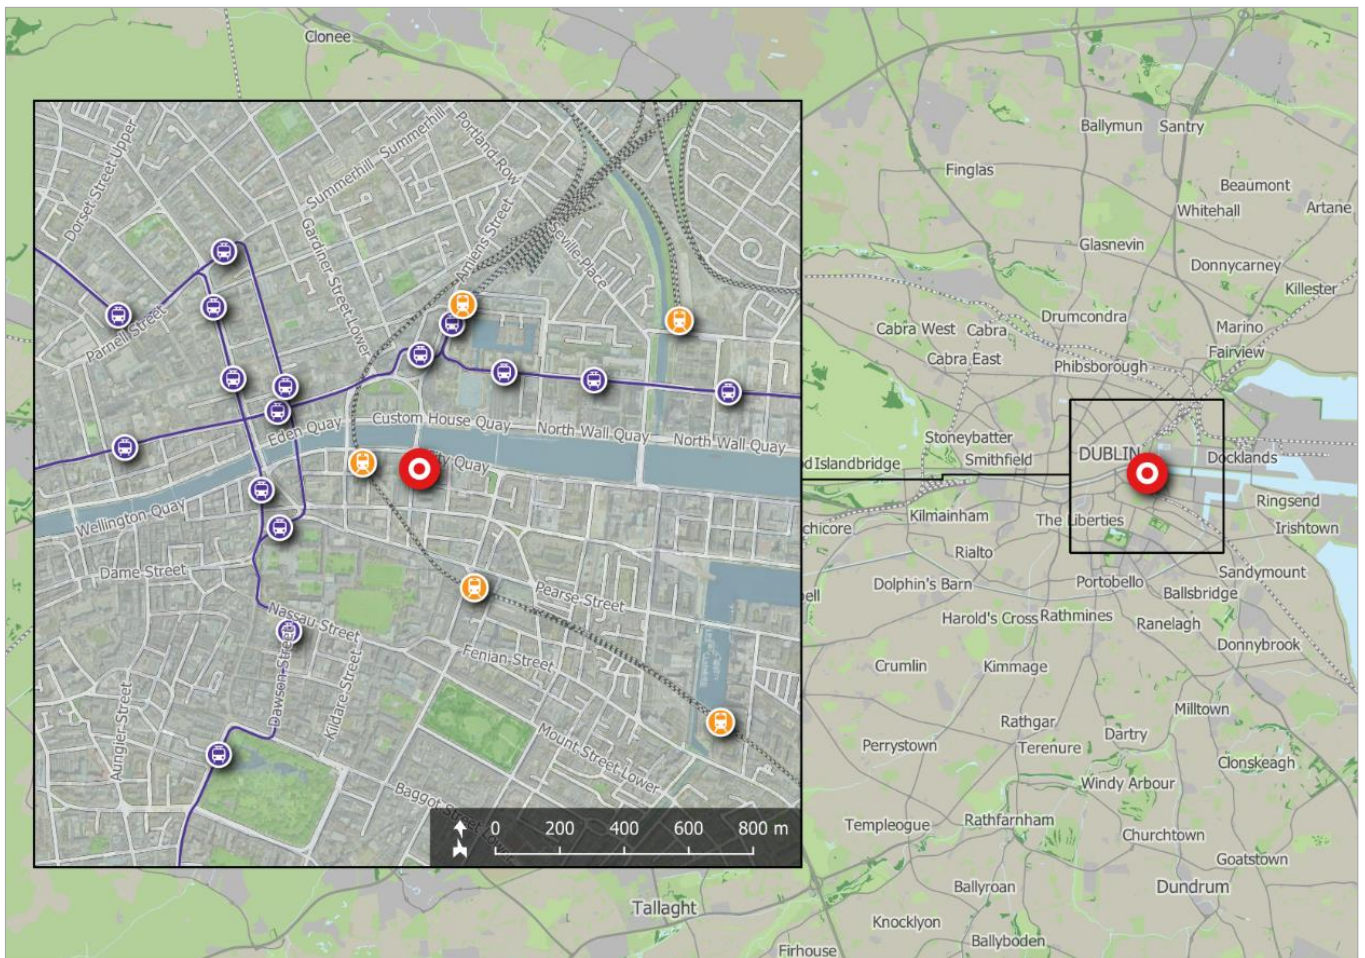 Clonee
Ballymun
Santry
Finglas
Beaumont
Whitehall
Artane
Glasnevin
Donnycarney
Killester
Drumcondra
Cabra West
Cabra
Marino
Cabra East
Fairview
Phibsborough
Stoneybatter
DUBLIN
Islandbridge
Smithfield
Docklands
Kilmainham
The Liberties
Ringsend
Irishtown
Rialto
Sandymount
Dolphin's Barn
Portobello
Ballsbridge
Harold's Cross
Rathmines
Ranelagh
Donnybrook
Crumlin
Kimmage
Milltown
Rathgar
Perrystown
Terenure
Dartry
Clonskeagh
Windy Arbour
Templeogue
Rathfarnham
Churchtown
Goatstown
Ballyroan
Dundrum
Tallaght
Knocklyon
Ballyboden
Firhouse
Dorset Street Upper
Summerhill
Summerhill
Portland Row
Gardiner Street Lower
Amiens Street
Seville Place
Parnell Street
Eden Quay
Custom House Quay
North Wall Quay
North Wall Quay
City Quay
Wellington Quay
Dame Street
Nassau Street
Pearse Street
Fenian Street
Dawson Street
Kildare Street
Aungier Street
Mount Street Lower
Baggot Street
0 200 400 600 800 m